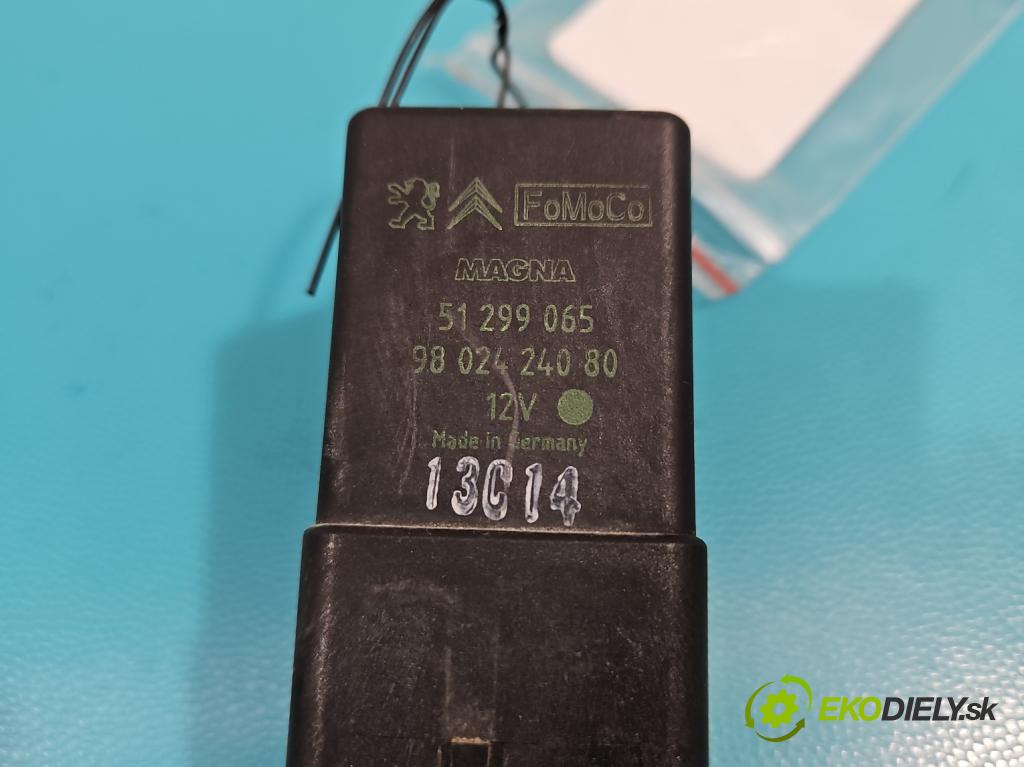 FoMoCo
MAGNA
51 299 065
98 024 240 80
12V
Made in Germany
13C14
EKODIELY.sk